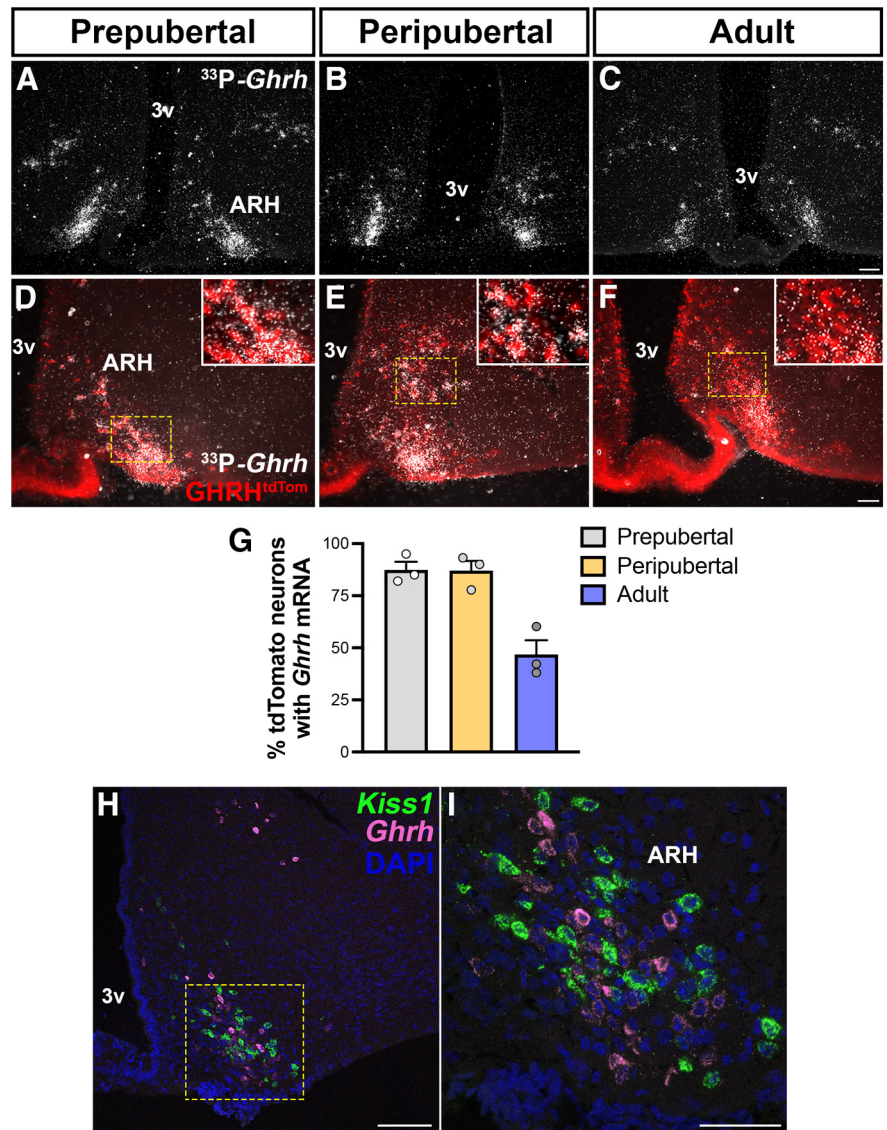 Prepubertal
Peripubertal
Adult
A
³³P-Ghrh
3v
ARH
B
3v
C
3v
D
3v
ARH
³³P-Ghrh
GHRHtdTom
E
3v
F
3v
G
% tdTomato neurons
with Ghrh mRNA
100
75
50
25
0
Prepubertal
Peripubertal
Adult
H
Kiss1
Ghrh
DAPI
3v
I
ARH